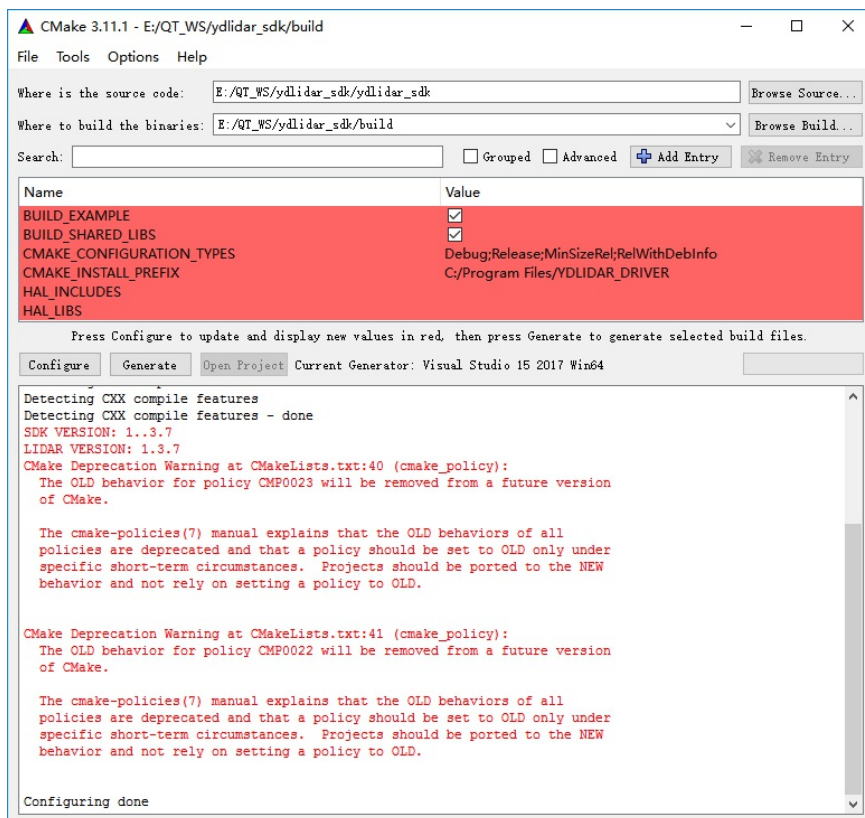 CMake 3.11.1 - E:/QT_WS/ydlidar_sdk/build
File Tools Options Help
Where is the source code: E:/QT_WS/ydlidar_sdk/ydlidar_sdk Browse Source...
Where to build the binaries: E:/QT_WS/ydlidar_sdk/build Browse Build...
Search: Grouped Advanced Add Entry Remove Entry
Name Value
BUILD_EXAMPLE
BUILD_SHARED_LIBS
CMAKE_CONFIGURATION_TYPES Debug;Release;MinSizeRel;RelWithDebInfo
CMAKE_INSTALL_PREFIX C:/Program Files/YDLIDAR_DRIVER
HAL_INCLUDES
HAL_LIBS
Press Configure to update and display new values in red, then press Generate to generate selected build files.
Configure Generate Open Project Current Generator: Visual Studio 15 2017 Win64
Detecting CXX compile features
Detecting CXX compile features - done
SDK VERSION: 1..3.7
LIDAR VERSION: 1.3.7
CMake Deprecation Warning at CMakeLists.txt:40 (cmake_policy):
The OLD behavior for policy CMP0023 will be removed from a future version
of CMake.
The cmake-policies(7) manual explains that the OLD behaviors of all
policies are deprecated and that a policy should be set to OLD only under
specific short-term circumstances. Projects should be ported to the NEW
behavior and not rely on setting a policy to OLD.
CMake Deprecation Warning at CMakeLists.txt:41 (cmake_policy):
The OLD behavior for policy CMP0022 will be removed from a future version
of CMake.
The cmake-policies(7) manual explains that the OLD behaviors of all
policies are deprecated and that a policy should be set to OLD only under
specific short-term circumstances. Projects should be ported to the NEW
behavior and not rely on setting a policy to OLD.
Configuring done